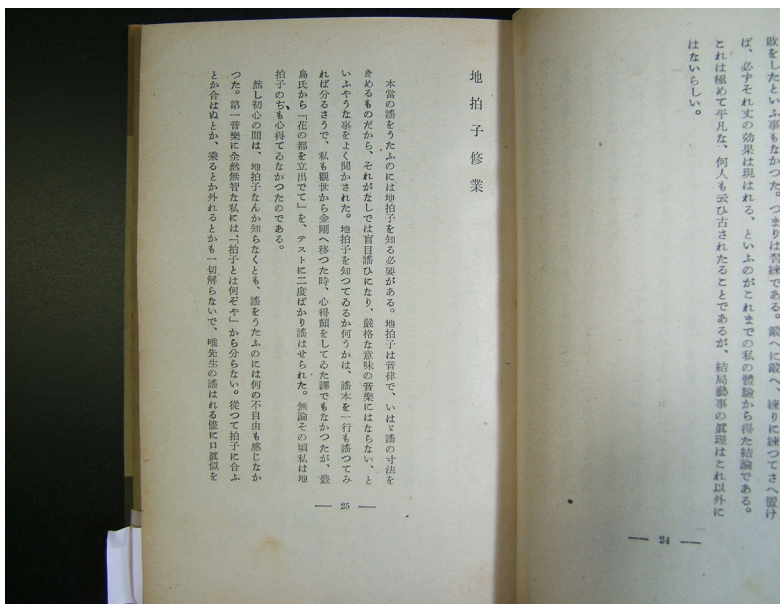 敗をしたといふ事もなかつた。つまりは習練である。鍛へに鍛へ、練りに練つてさへ置け
ば、必ずそれ丈の効果は現はれる、といふのがこれまでの私の體驗から得た結論である。
これは極めて平凡な、何人も云ひ古されたることであるが、結局藝事の眞理はこれ以外に
はないらしい。
— 24 —
地拍子修業
本當の謠をうたふのには地拍子を知る必要がある。地拍子は音律で、いはゞ謠の寸法を
きめるものだから、それがなしでは盲目謠ひになり、嚴格な意味の音樂にはならない、と
いふやうな事をよく聞かされた。地拍子を知つてゐるか何うかは、謠本を一行も謠つてみ
れば分るさうで、私も觀世から金剛へ移つた時、心得顏をしてゐた譯でもなかつたが、豊
島氏から『花の都を立出でて』を、テストに二度ばかり謠はせられた。無論その頃私は地
拍子のぢも心得てゐなかつたのである。
然し初心の間は、地拍子なんか知らなくとも、謠をうたふのには何の不自由も感じなか
つた。第一音樂に全然無智な私には、「拍子とは何ぞや」から分らない。從つて拍子に合ふ
とか合はぬとか、乘るとか外れるとかも一切解らないで、唯先生の謠はれる儘に口眞似を
— 25 —